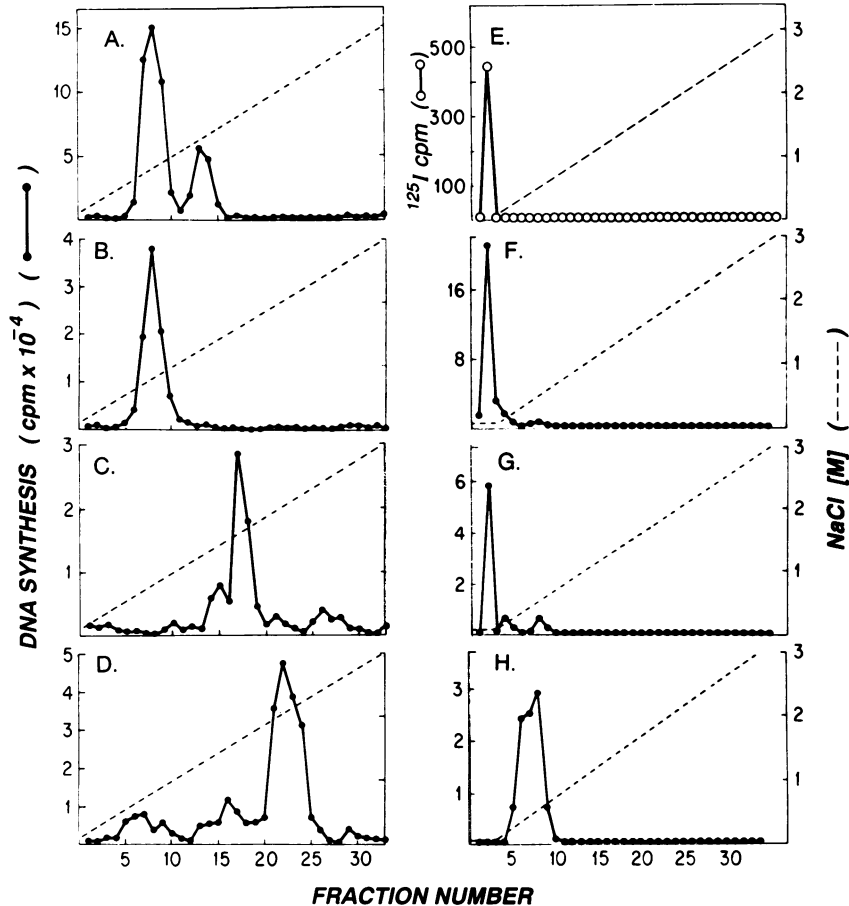 A.
15
10
5
B.
4
3
2
1
C.
3
2
1
D.
5
4
3
2
1
5 10 15 20 25 30
DNA SYNTHESIS (cpm x 10⁻⁴) ( )
E.
500
300
100
125I cpm ( )
3
2
1
F.
16
8
3
2
1
G.
6
4
2
3
2
1
H.
3
2
1
3
2
1
5 10 15 20 25 30
NaCl [M] (-----)
FRACTION NUMBER